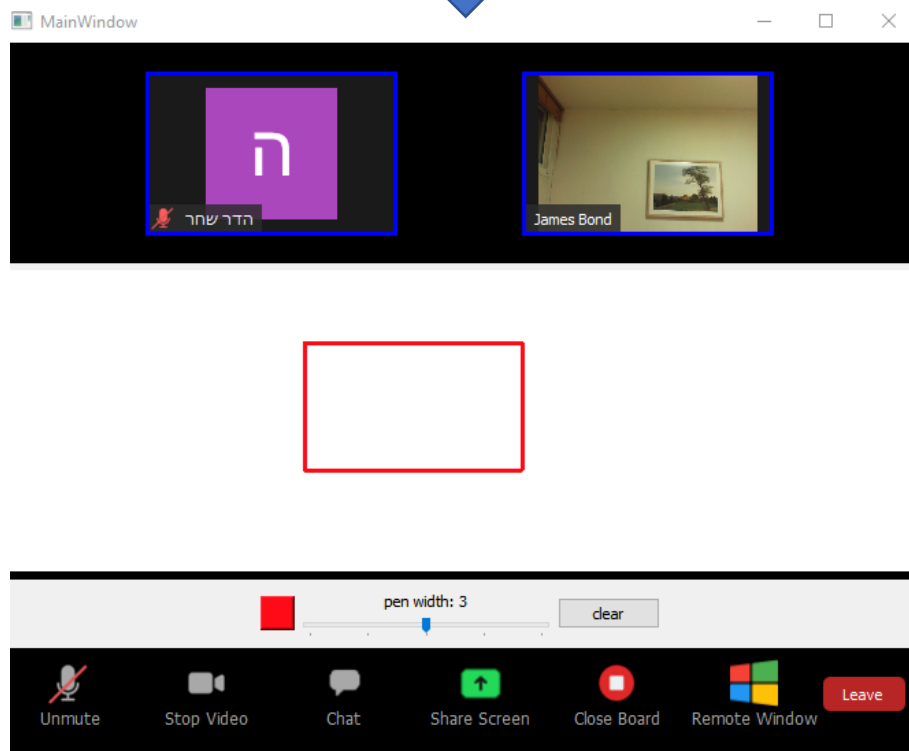 MainWindow
ה
הדר שחר
James Bond
pen width: 3
clear
Unmute
Stop Video
Chat
Share Screen
Close Board
Remote Window
Leave